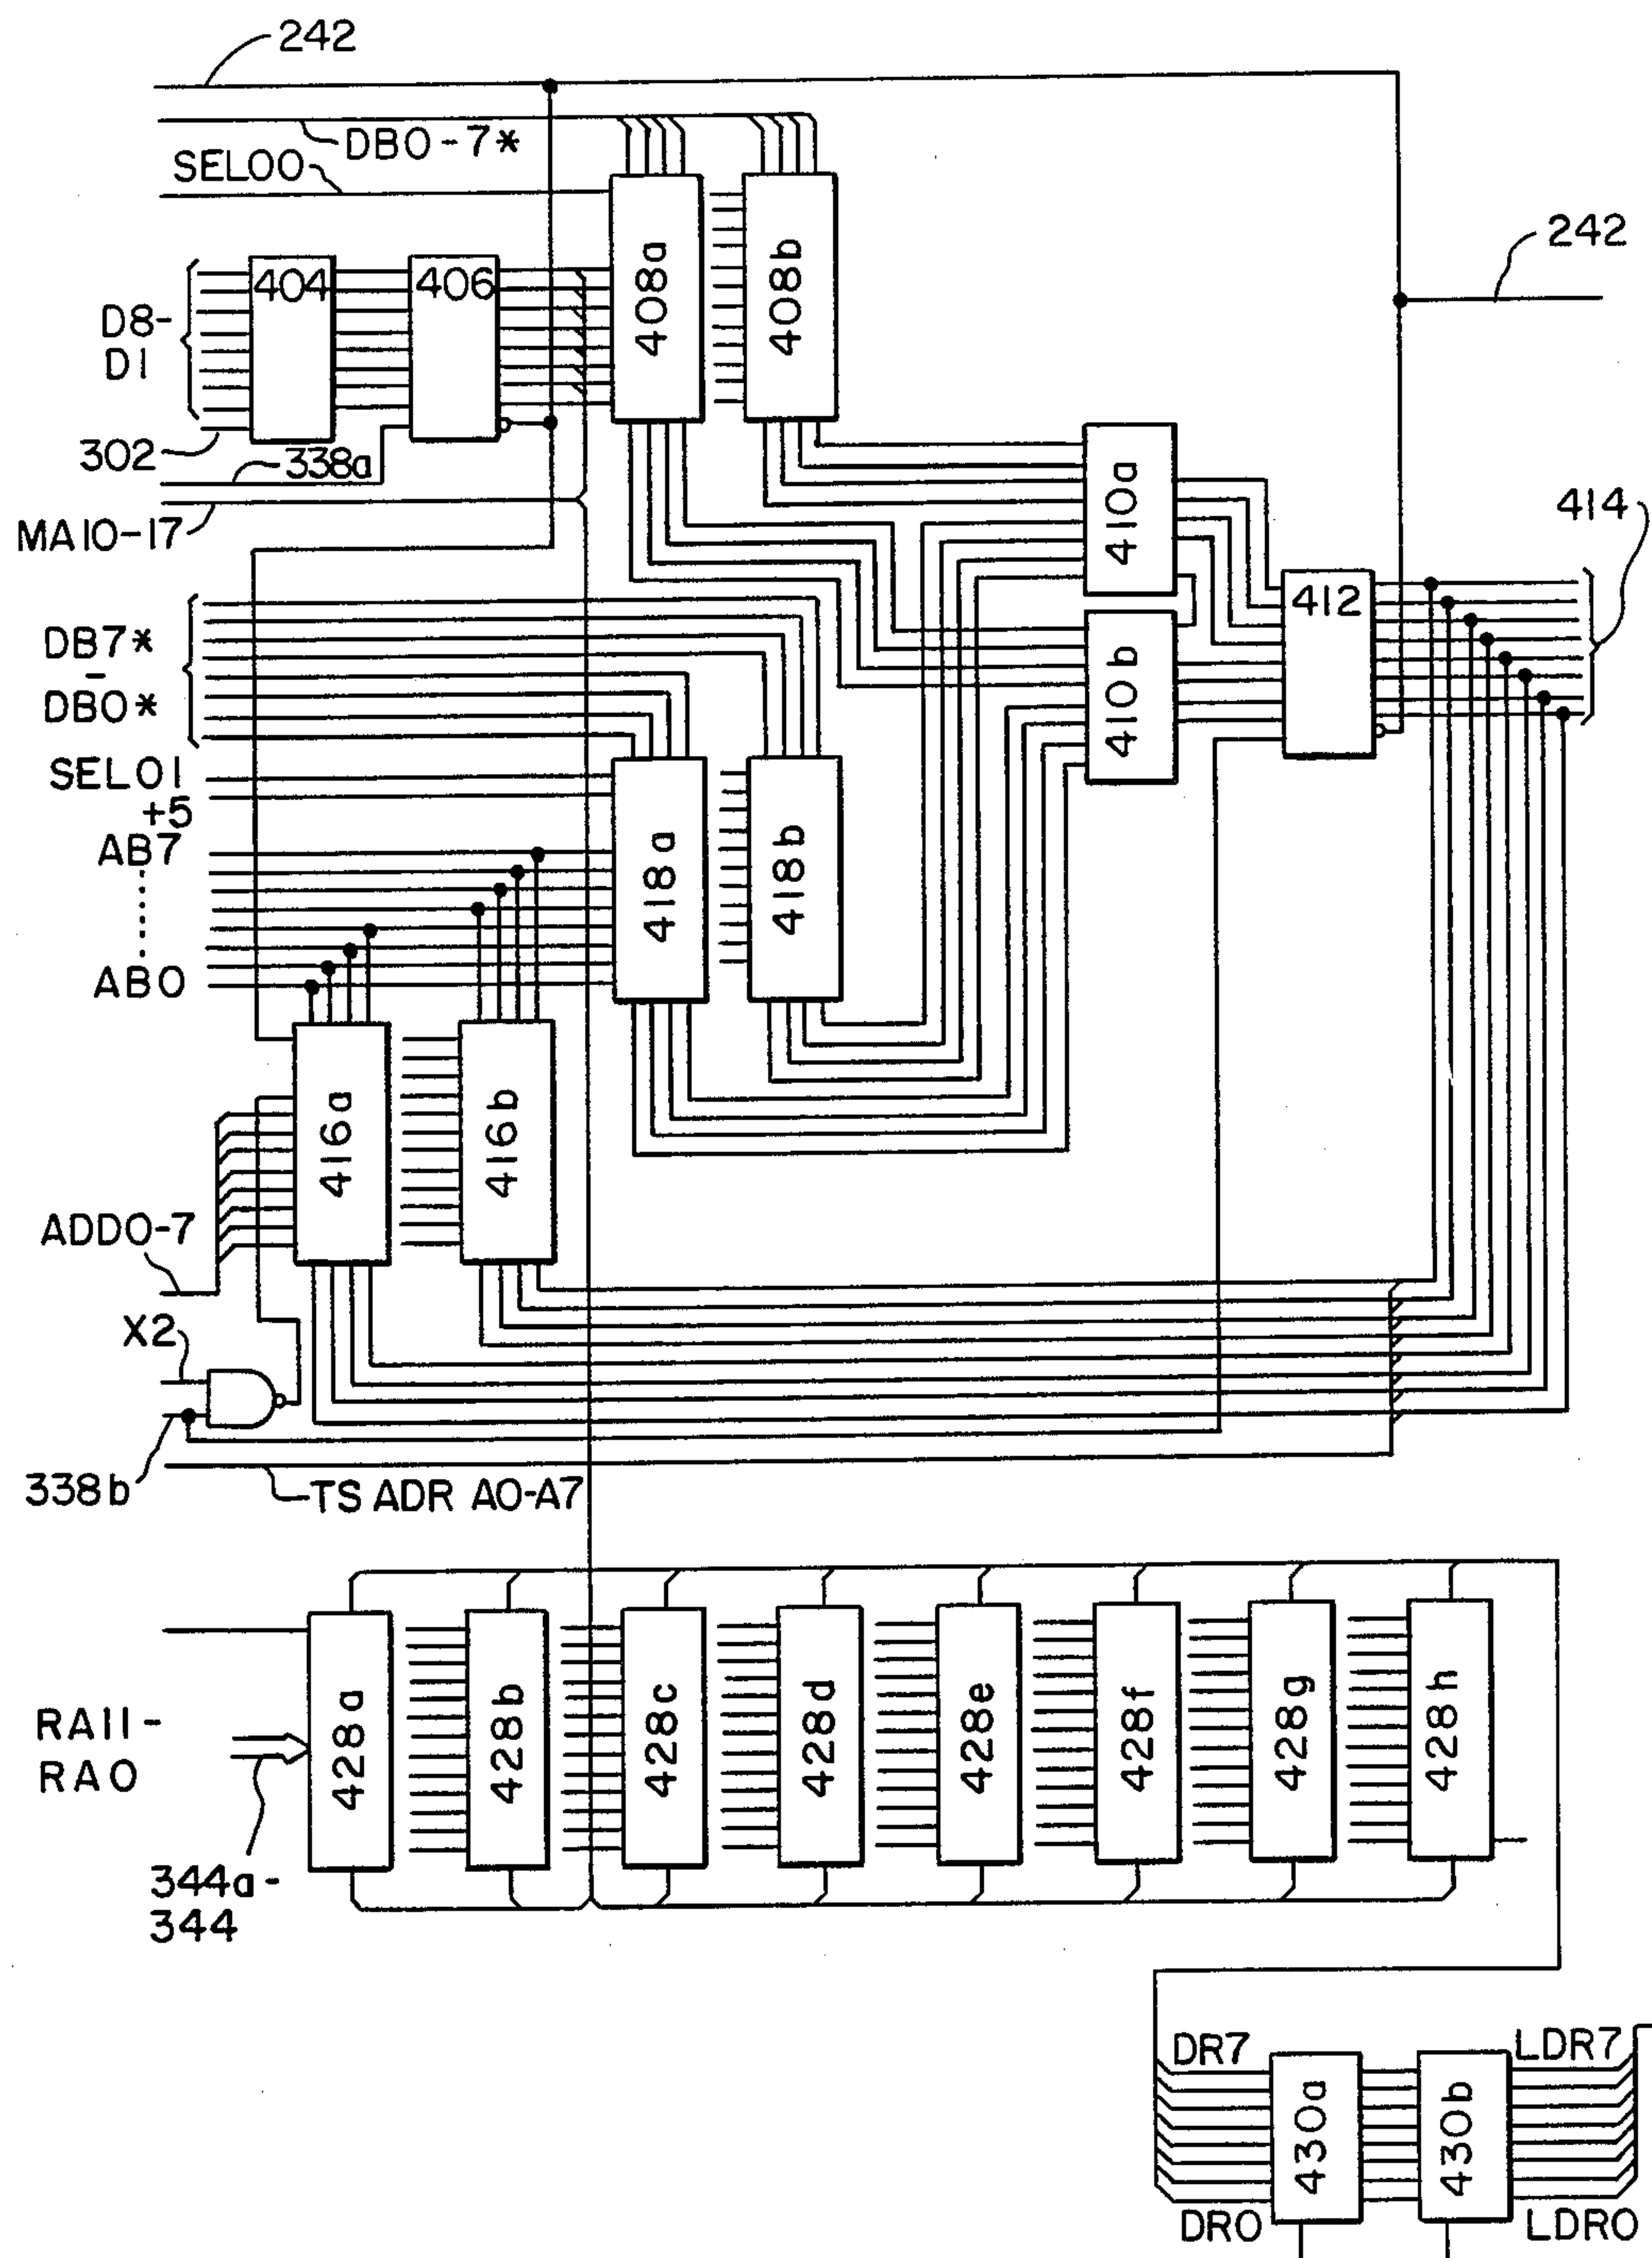 242
DB0-7*
SEL00
242
404
406
408a
408b
D8-
D1
302
338a
MA10-17
410a
414
412
DB7*
-
DB0*
410b
SEL01
+5
AB7
AB0
418a
418b
416a
416b
ADD0-7
X2
338b
TS ADR A0-A7
RA11-
RA0
428a
428b
428c
428d
428e
428f
428g
428h
344a-
344
DR7
LDR7
430a
430b
DR0
LDR0